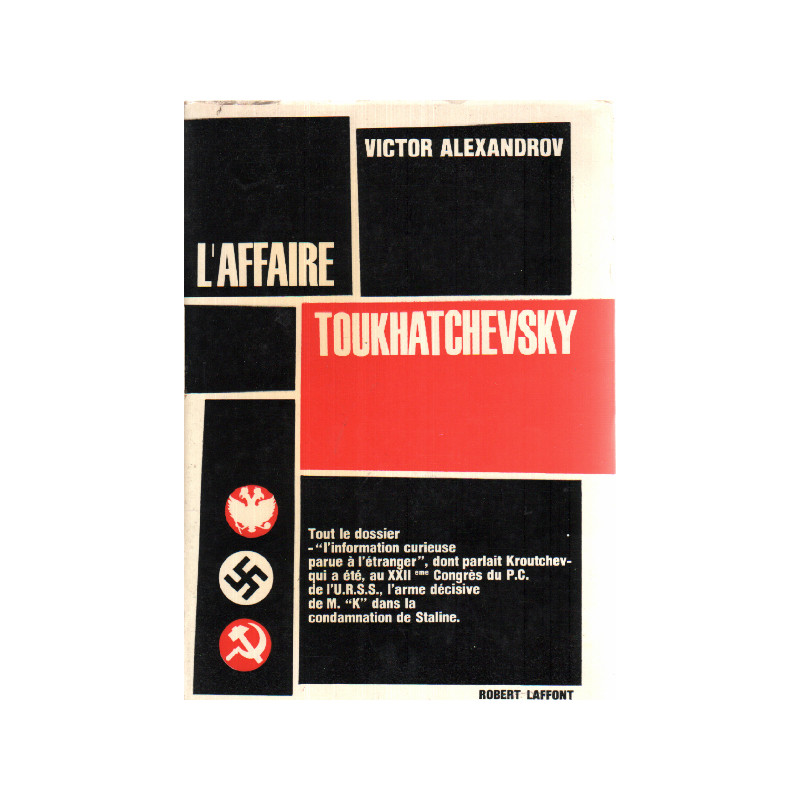 VICTOR ALEXANDROV
L'AFFAIRE
TOUKHATCHEVSKY
Tout le dossier
-"l'information curieuse
parue à l'étranger", dont parlait Kroutchev-
qui a été, au XXII eme Congrès du P.C.
de l'U.R.S.S., l'arme décisive
de M. "K" dans la
condamnation de Staline.
ROBERT LAFFONT